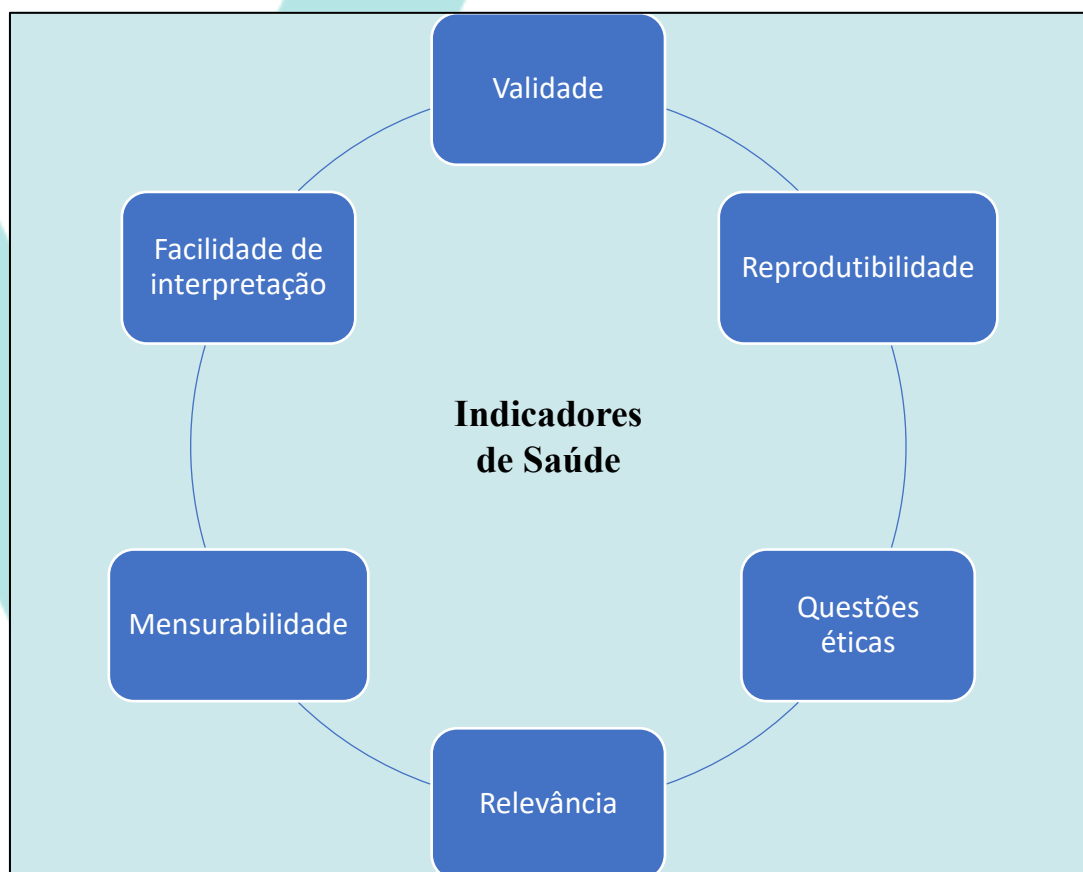 Validade
Reprodutibilidade
Questões
éticas
Relevância
Mensurabilidade
Facilidade de
interpretação
Indicadores
de Saúde